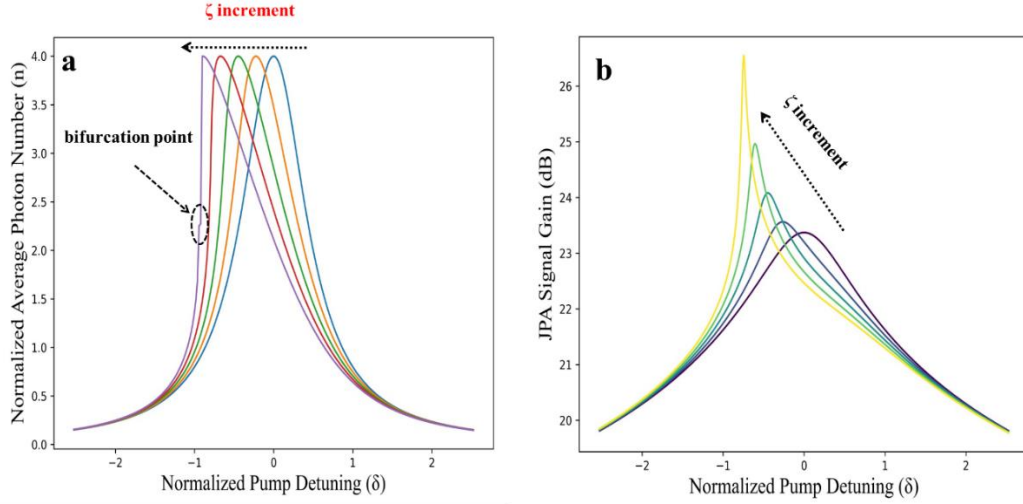 ζ increment
a
bifurcation point
Normalized Average Photon Number (n)
4.0
3.5
3.0
2.5
2.0
1.5
1.0
0.5
0.0
−2 −1 0 1 2
Normalized Pump Detuning (δ)
b
ζ increment
JPA Signal Gain (dB)
26
25
24
23
22
21
20
−2 −1 0 1 2
Normalized Pump Detuning (δ)